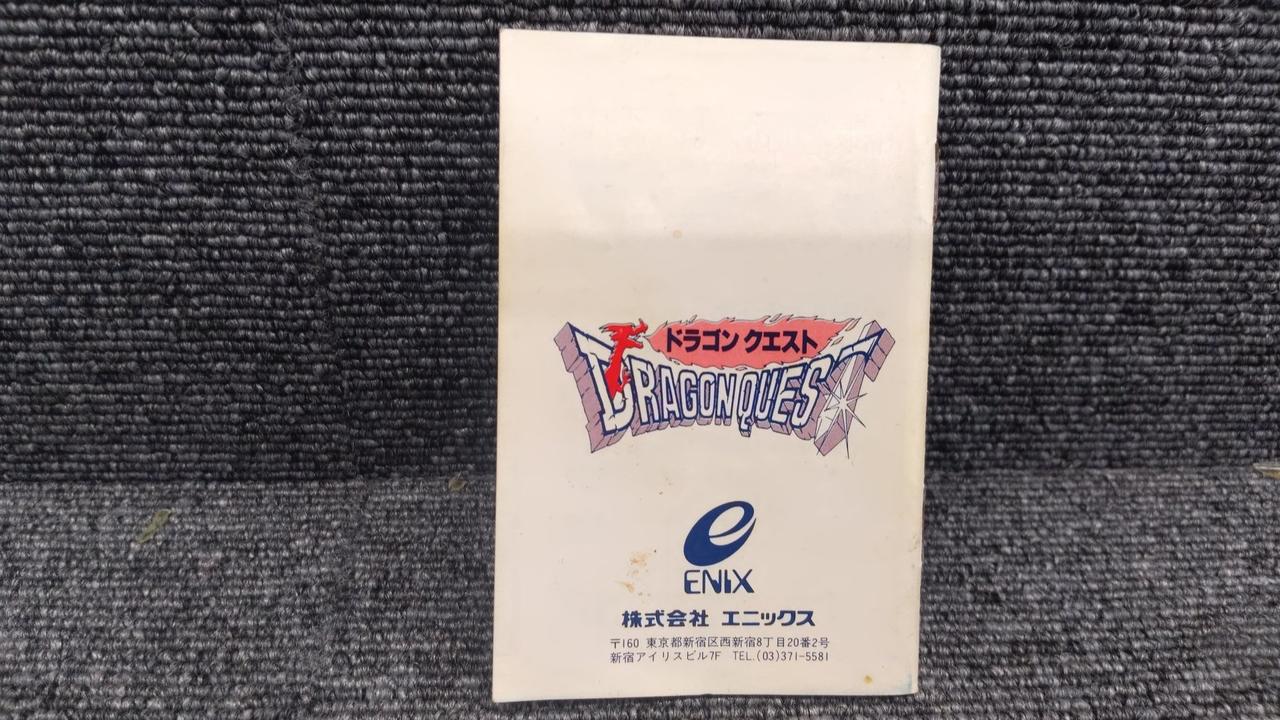 ドラゴン クエスト
DRAGON QUEST
ENIX
株式会社 エニックス
〒160 東京都新宿区西新宿8丁目20番2号
新宿アイリスビル7F TEL.(03)371-5581